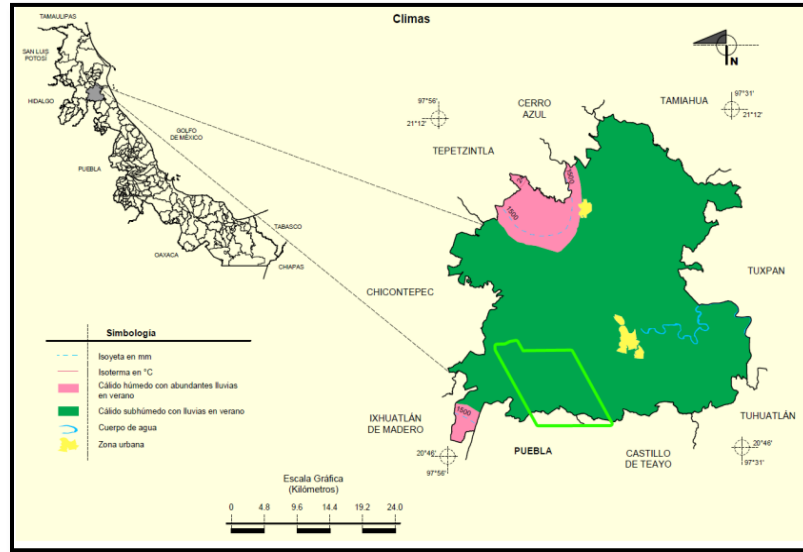 Climas
TAMAULIPAS
SAN LUIS
POTOSÍ
HIDALGO
GOLFO
DE MÉXICO
PUEBLA
TABASCO
OAXACA
CHIAPAS
N
97°56'
21°12'
CERRO
AZUL
TAMIAHUA
97°31'
21°12'
TEPETZINTLA
1500
1500
CHICONTEPEC
TUXPAN
IXHUATLÁN
DE MADERO
1500
TUHUATLÁN
20°46'
97°56'
PUEBLA
CASTILLO
DE TEAYO
20°46'
97°31'
Simbología
Isoyeta en mm
Isoterma en °C
Cálido húmedo con abundantes lluvias
en verano
Cálido subhúmedo con lluvias en verano
Cuerpo de agua
Zona urbana
Escala Gráfica
(Kilómetros)
0 4.8 9.6 14.4 19.2 24.0